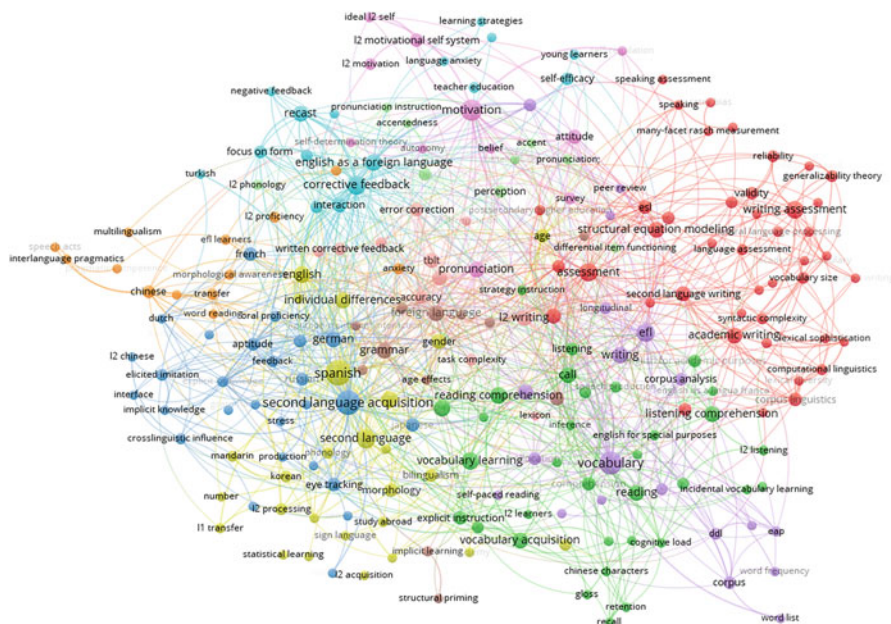 ideal l2 self
learning strategies
l2 motivational self system
young learners
l2 motivation
language anxiety
self-efficacy
speaking assessment
teacher education
negative feedback
pronunciation instruction
motivation
speaking
recast
accentedness
many-facet rasch measurement
self-determination theory
autonomy
belief
accent
attitude
focus on form
english as a foreign language
pronunciation
reliability
generalizability theory
turkish
corrective feedback
perception
peer review
l2 phonology
survey
validity
interaction
esl
writing assessment
l2 proficiency
error correction
structural equation modeling
multilingualism
age
efl learners
written corrective feedback
differential item functioning
language assessment
speech acts
french
tblt
interlanguage pragmatics
morphological awareness
english
anxiety
pronunciation
assessment
vocabulary size
chinese
transfer
individual differences
accuracy
strategy instruction
second language writing
dutch
word reading
oral proficiency
foreign language
l2 writing
longitudinal
syntactic complexity
aptitude
german
gender
efl
academic writing
lexical sophistication
l2 chinese
feedback
grammar
listening
writing
elicited imitation
spanish
task complexity
call
corpus analysis
computational linguistics
interface
age effects
implicit knowledge
second language acquisition
reading comprehension
lexicon
listening comprehension
corpus linguistics
stress
inference
crosslinguistic influence
second language
english for special purposes
mandarin
production
phonology
l2 listening
korean
eye tracking
vocabulary learning
vocabulary
bilingualism
number
morphology
self-paced reading
reading
incidental vocabulary learning
l2 processing
l1 transfer
study abroad
explicit instruction
l2 learners
sign language
ddl
eap
statistical learning
implicit learning
vocabulary acquisition
cognitive load
l2 acquisition
chinese characters
corpus
word frequency
structural priming
gloss
retention
recall
word list